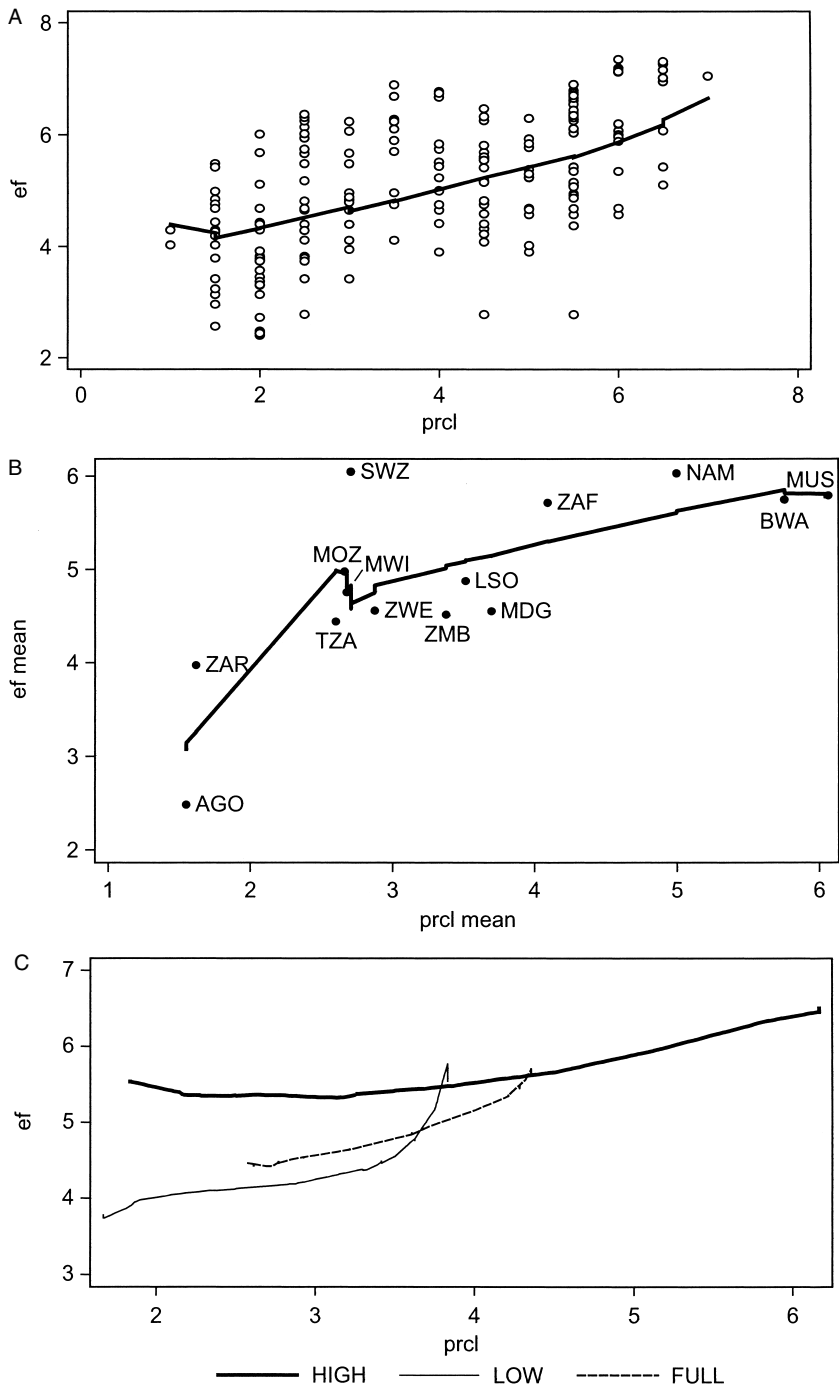 A
8
6
4
2
ef
0 2 4 6 8
prcl
B
6
5
4
3
2
ef mean
SWZ
NAM
MUS
ZAF
BWA
MOZ
MWI
LSO
ZWE
MDG
TZA
ZMB
ZAR
AGO
1 2 3 4 5 6
prcl mean
C
7
6
5
4
3
ef
2 3 4 5 6
prcl
HIGH LOW FULL